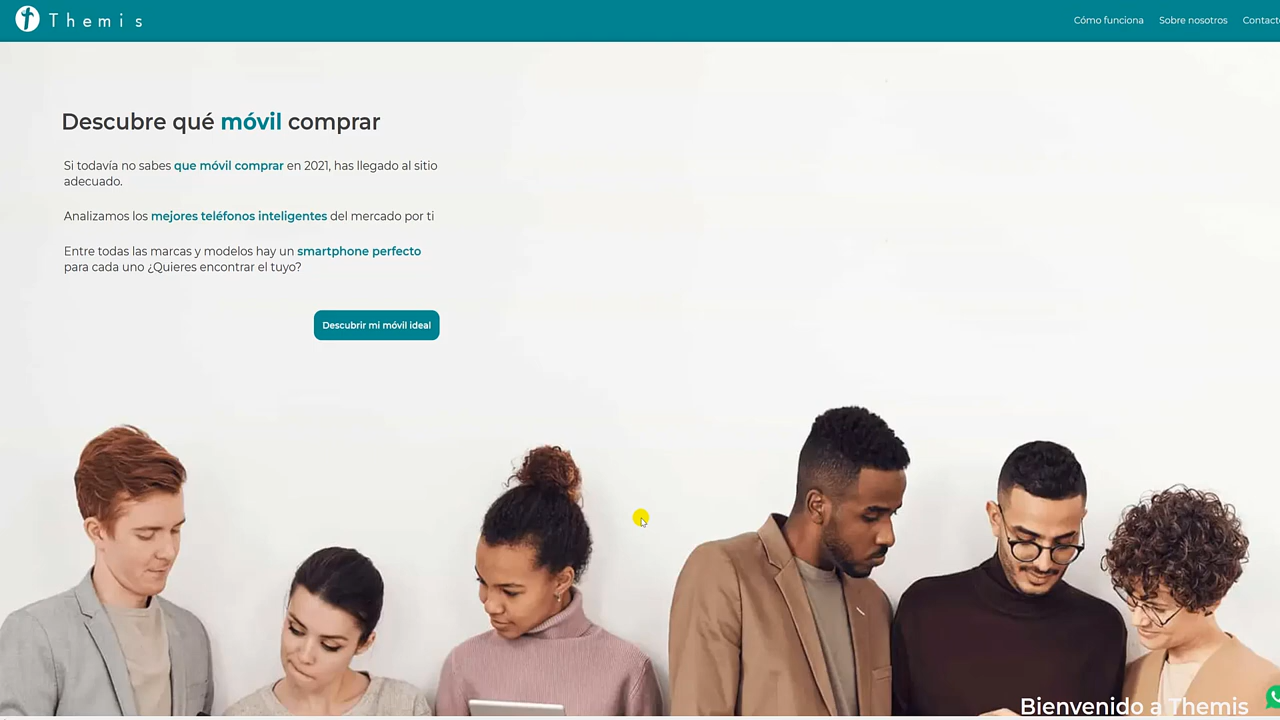 Themis
Cómo funciona
Sobre nosotros
Contacto
Descubre qué móvil comprar
Si todavía no sabes que móvil comprar en 2021, has llegado al sitio
adecuado.
Analizamos los mejores teléfonos inteligentes del mercado por ti
Entre todas las marcas y modelos hay un smartphone perfecto
para cada uno ¿Quieres encontrar el tuyo?
Descubrir mi móvil ideal
Bienvenido a Themis